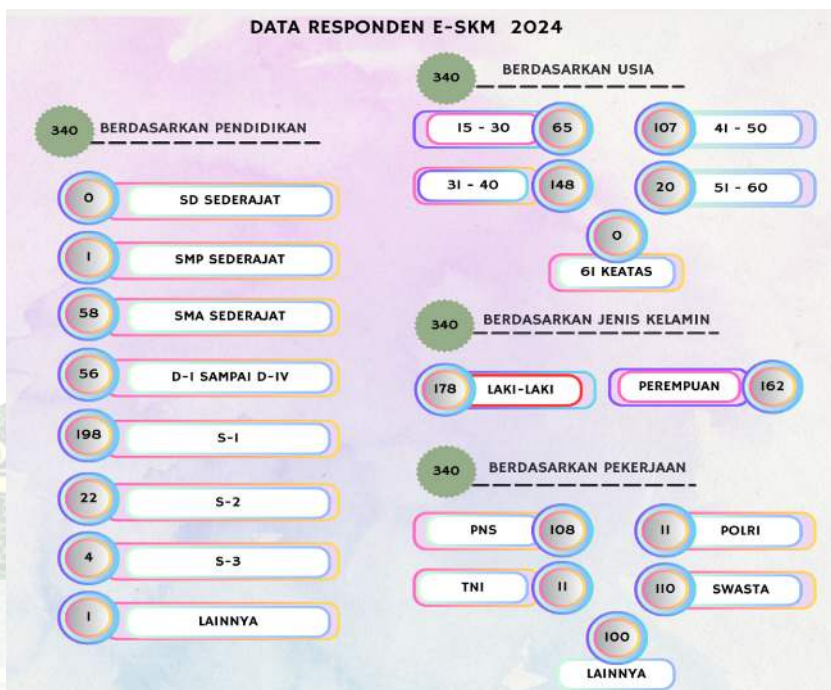 DATA RESPONDEN E-SKM 2024
340 BERDASARKAN PENDIDIKAN
0 SD SEDERAJAT
1 SMP SEDERAJAT
58 SMA SEDERAJAT
56 D-I SAMPAI D-IV
198 S-1
22 S-2
4 S-3
1 LAINNYA
340 BERDASARKAN USIA
15 - 30 65
107 41 - 50
31 - 40 148
20 51 - 60
0
61 KEATAS
340 BERDASARKAN JENIS KELAMIN
178 LAKI-LAKI
PEREMPUAN 162
340 BERDASARKAN PEKERJAAN
PNS 108
11 POLRI
TNI 11
110 SWASTA
100
LAINNYA